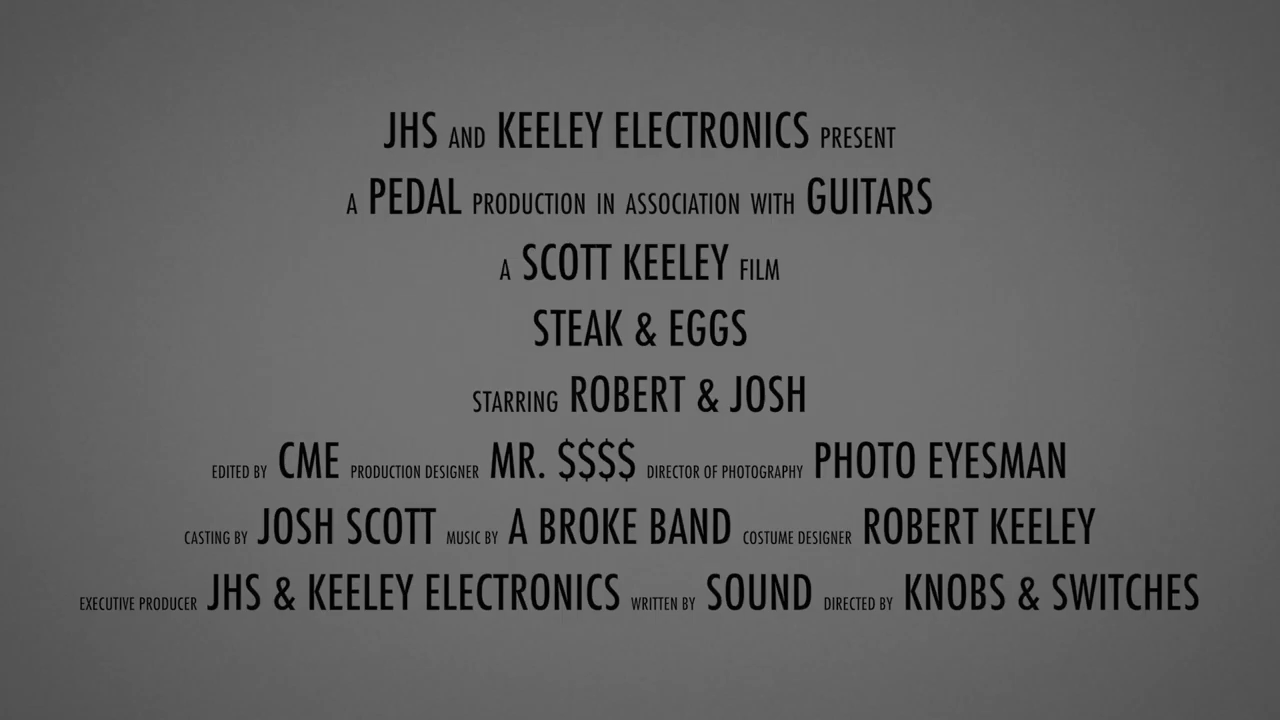 JHS AND KEELEY ELECTRONICS PRESENT
A PEDAL PRODUCTION IN ASSOCIATION WITH GUITARS
A SCOTT KEELEY FILM
STEAK & EGGS
STARRING ROBERT & JOSH
EDITED BY CME PRODUCTION DESIGNER MR. $$$$ DIRECTOR OF PHOTOGRAPHY PHOTO EYESMAN
CASTING BY JOSH SCOTT MUSIC BY A BROKE BAND COSTUME DESIGNER ROBERT KEELEY
EXECUTIVE PRODUCER JHS & KEELEY ELECTRONICS WRITTEN BY SOUND DIRECTED BY KNOBS & SWITCHES